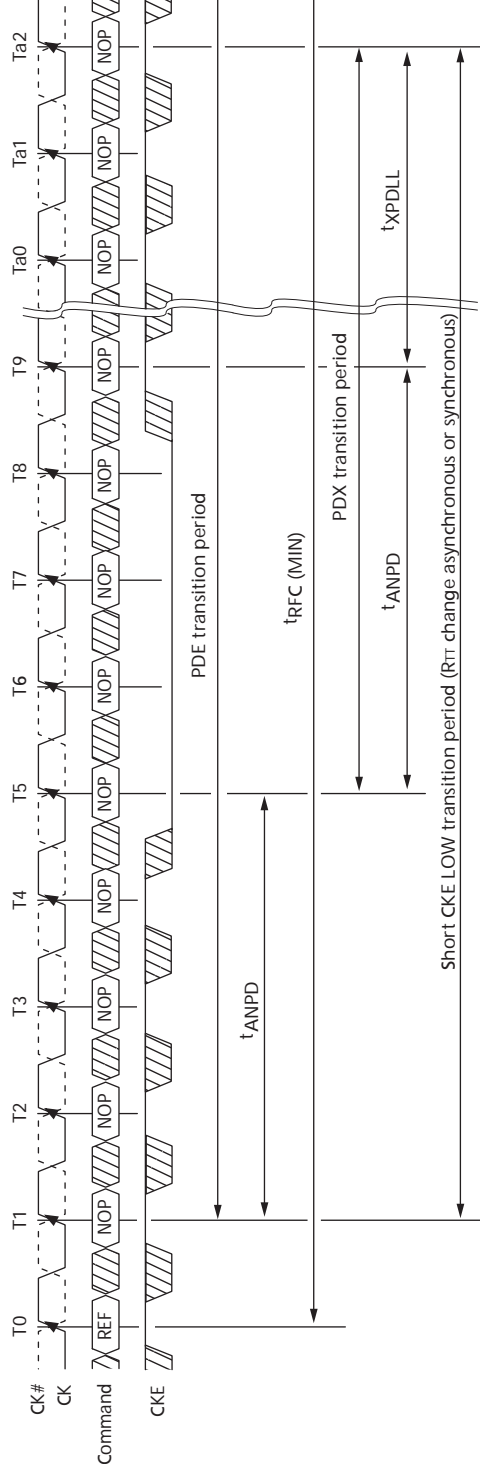 T0 T1 T2 T3 T4 T5 T6 T7 T8 T9 Ta0 Ta1 Ta2
CK#
CK
Command REF NOP NOP NOP NOP NOP NOP NOP NOP NOP NOP NOP NOP
CKE
PDE transition period
tANPD
tRFC (MIN)
PDX transition period
tANPD tXPDLL
Short CKE LOW transition period (RTT change asynchronous or synchronous)